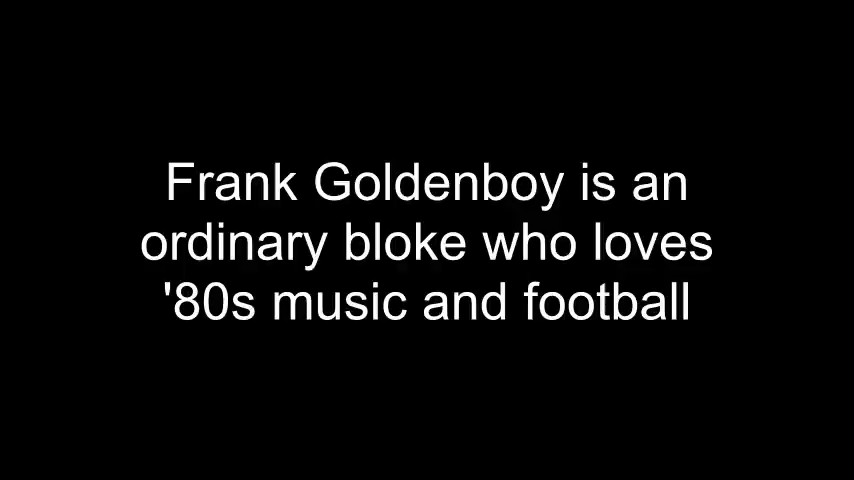 Frank Goldenboy is an
ordinary bloke who loves
'80s music and football